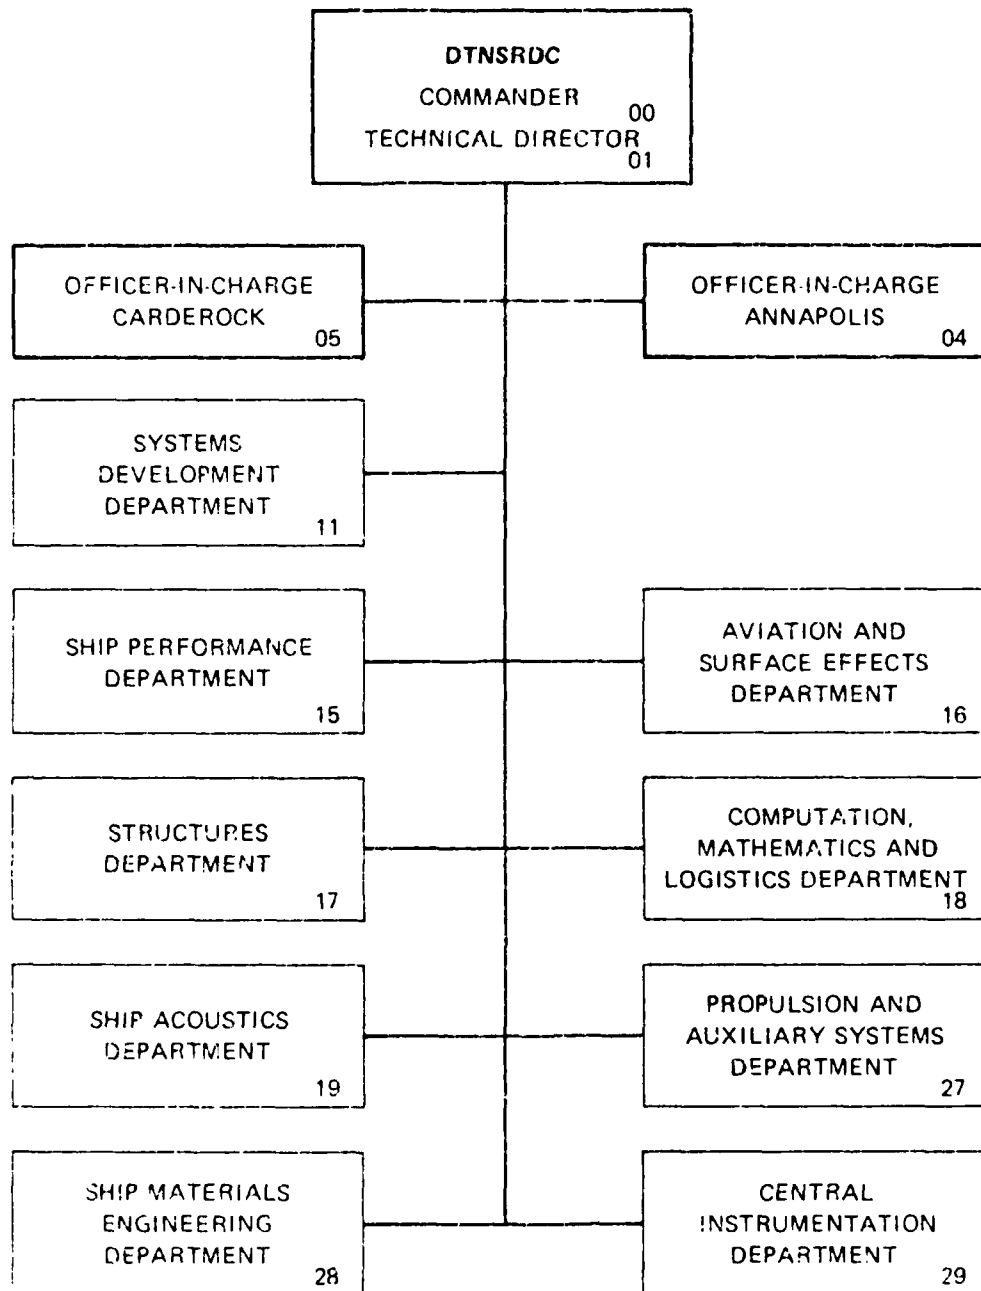 DTNSRDC
COMMANDER
00
TECHNICAL DIRECTOR
01
OFFICER-IN-CHARGE
CARDEROCK
05
OFFICER-IN-CHARGE
ANNAPOLIS
04
SYSTEMS
DEVELOPMENT
DEPARTMENT
11
SHIP PERFORMANCE
DEPARTMENT
15
AVIATION AND
SURFACE EFFECTS
DEPARTMENT
16
STRUCTURES
DEPARTMENT
17
COMPUTATION,
MATHEMATICS AND
LOGISTICS DEPARTMENT
18
SHIP ACOUSTICS
DEPARTMENT
19
PROPULSION AND
AUXILIARY SYSTEMS
DEPARTMENT
27
SHIP MATERIALS
ENGINEERING
DEPARTMENT
28
CENTRAL
INSTRUMENTATION
DEPARTMENT
29